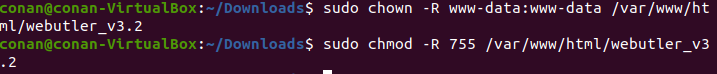 conan@conan-VirtualBox:~/Downloads$ sudo chown -R www-data:www-data /var/www/ht
ml/webutler_v3.2
conan@conan-VirtualBox:~/Downloads$ sudo chmod -R 755 /var/www/html/webutler_v3
.2